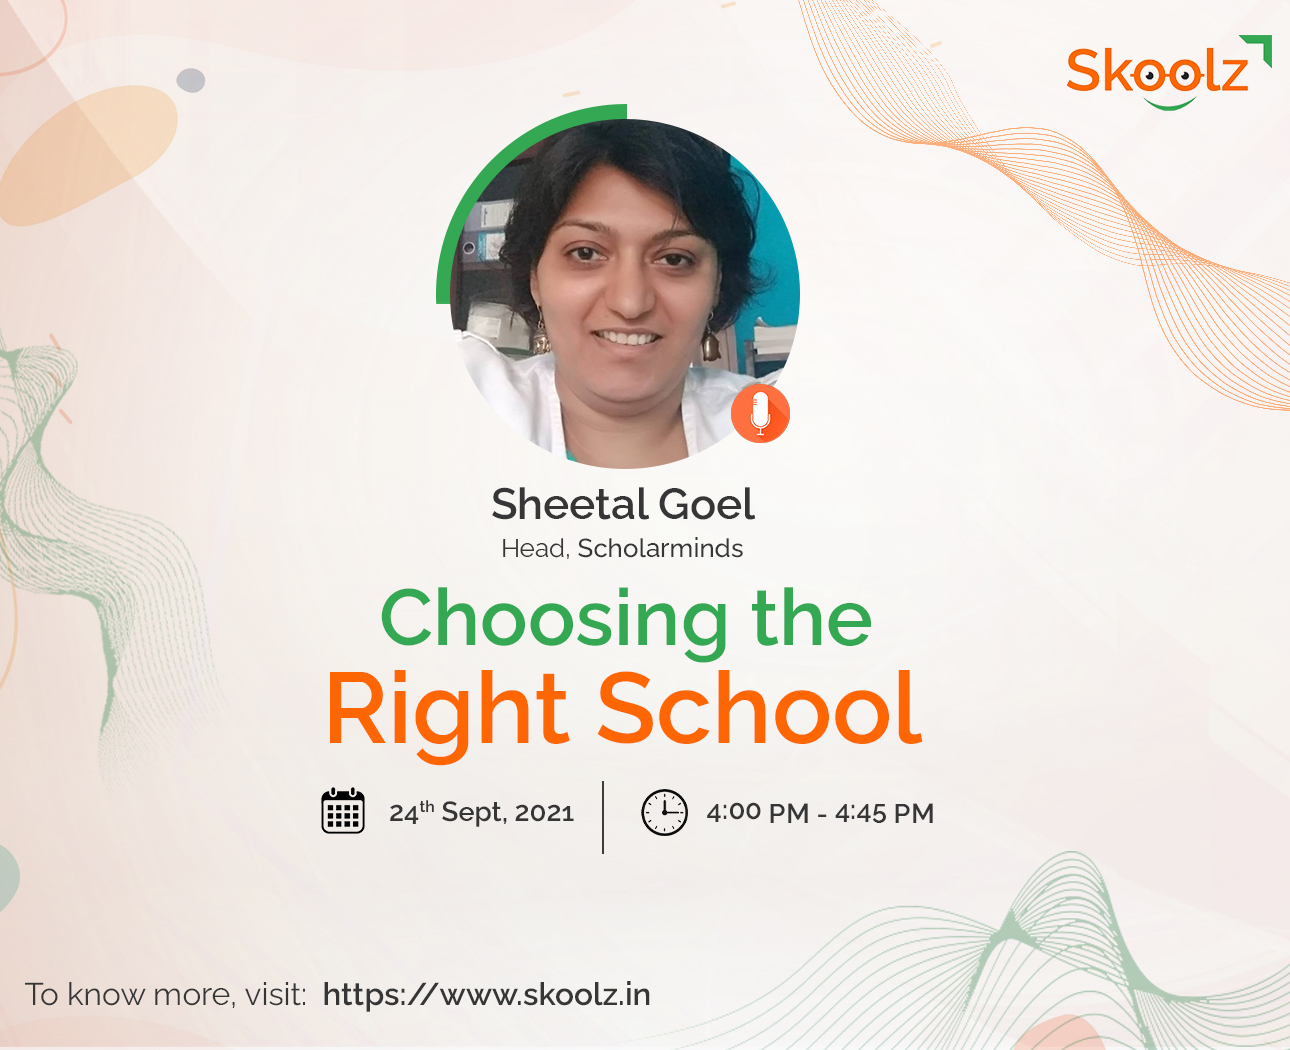 Skoolz
Sheetal Goel
Head, Scholarminds
Choosing the
Right School
24th Sept, 2021
4:00 PM - 4:45 PM
To know more, visit: https://www.skoolz.in